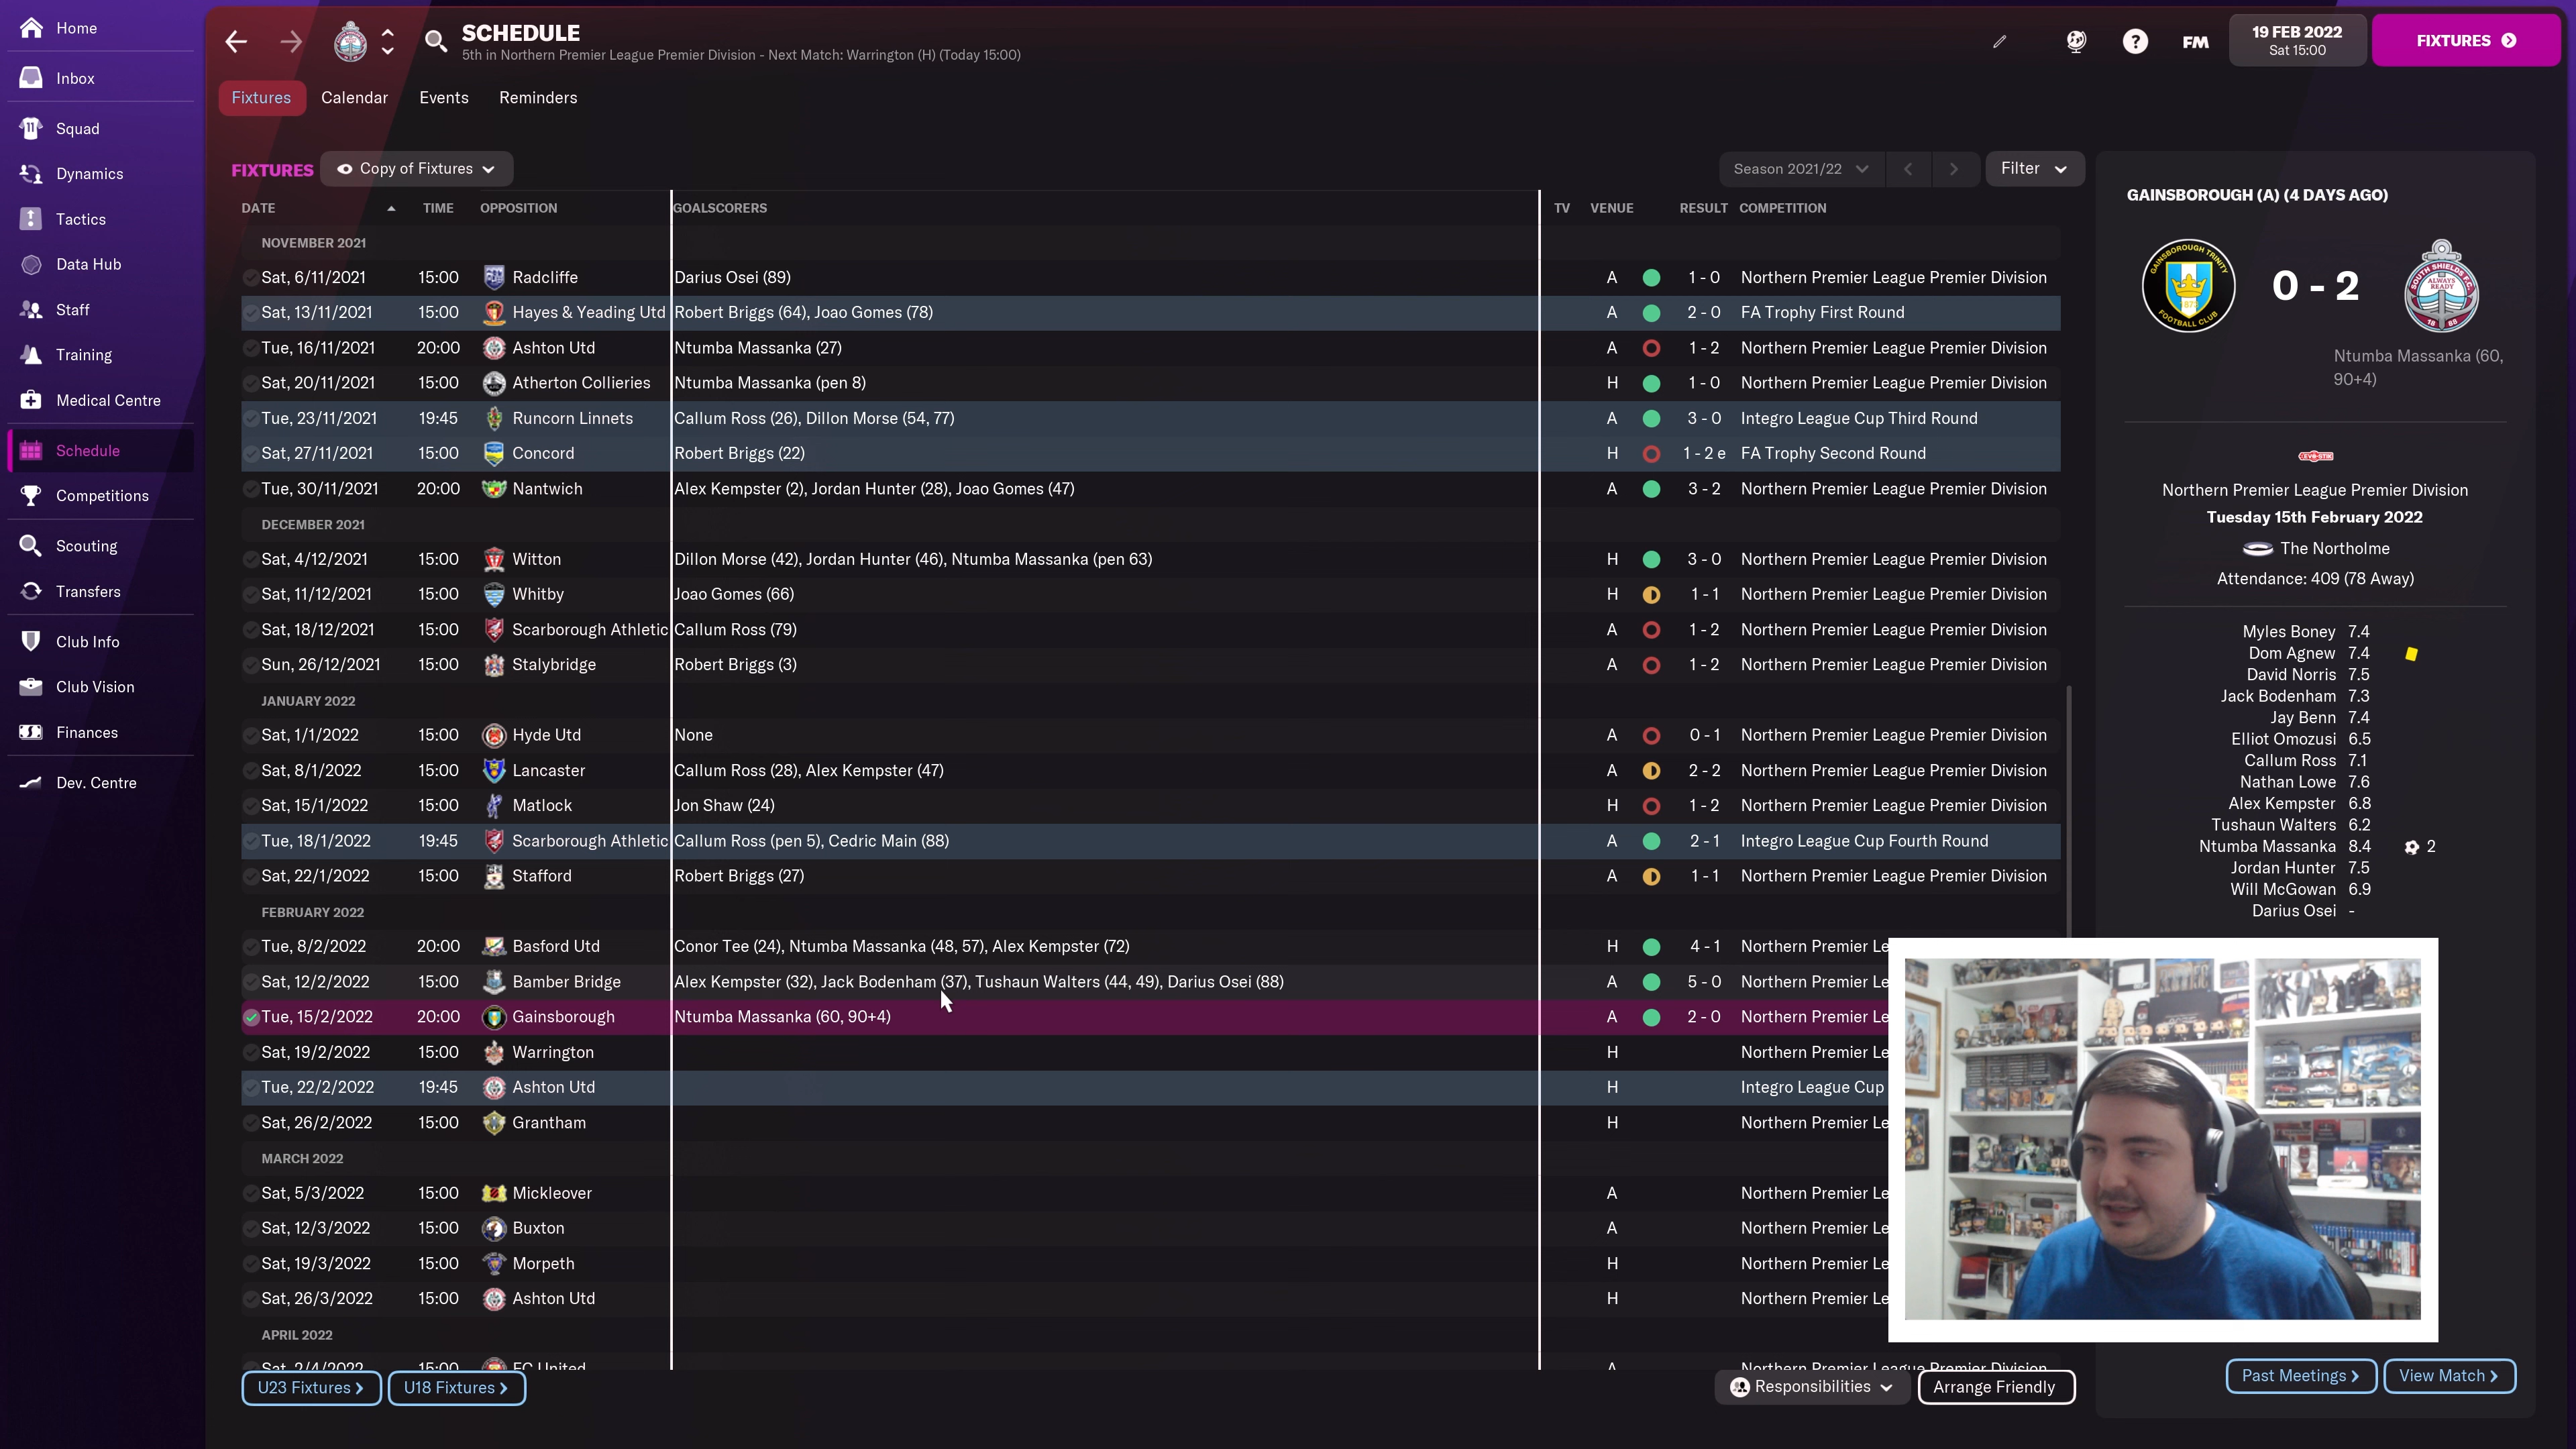 Home
Inbox
Squad
Dynamics
Tactics
Data Hub
Staff
Training
Medical Centre
Schedule
Competitions
Scouting
Transfers
Club Info
Club Vision
Finances
Dev. Centre
SCHEDULE
5th in Northern Premier League Premier Division - Next Match: Warrington (H) (Today 15:00)
FM
19 FEB 2022
Sat 15:00
FIXTURES
Fixtures Calendar Events Reminders
FIXTURES Copy of Fixtures Season 2021/22 Filter
DATE TIME OPPOSITION GOALSCORERS TV VENUE RESULT COMPETITION
NOVEMBER 2021
Sat, 6/11/2021 15:00 Radcliffe Darius Osei (89) A 1 - 0 Northern Premier League Premier Division
Sat, 13/11/2021 15:00 Hayes & Yeading Utd Robert Briggs (64), Joao Gomes (78) A 2 - 0 FA Trophy First Round
Tue, 16/11/2021 20:00 Ashton Utd Ntumba Massanka (27) A 1 - 2 Northern Premier League Premier Division
Sat, 20/11/2021 15:00 Atherton Collieries Ntumba Massanka (pen 8) H 1 - 0 Northern Premier League Premier Division
Tue, 23/11/2021 19:45 Runcorn Linnets Callum Ross (26), Dillon Morse (54, 77) A 3 - 0 Integro League Cup Third Round
Sat, 27/11/2021 15:00 Concord Robert Briggs (22) H 1 - 2 e FA Trophy Second Round
Tue, 30/11/2021 20:00 Nantwich Alex Kempster (2), Jordan Hunter (28), Joao Gomes (47) A 3 - 2 Northern Premier League Premier Division
DECEMBER 2021
Sat, 4/12/2021 15:00 Witton Dillon Morse (42), Jordan Hunter (46), Ntumba Massanka (pen 63) H 3 - 0 Northern Premier League Premier Division
Sat, 11/12/2021 15:00 Whitby Joao Gomes (66) H 1 - 1 Northern Premier League Premier Division
Sat, 18/12/2021 15:00 Scarborough Athletic Callum Ross (79) A 1 - 2 Northern Premier League Premier Division
Sun, 26/12/2021 15:00 Stalybridge Robert Briggs (3) A 1 - 2 Northern Premier League Premier Division
JANUARY 2022
Sat, 1/1/2022 15:00 Hyde Utd None A 0 - 1 Northern Premier League Premier Division
Sat, 8/1/2022 15:00 Lancaster Callum Ross (28), Alex Kempster (47) A 2 - 2 Northern Premier League Premier Division
Sat, 15/1/2022 15:00 Matlock Jon Shaw (24) H 1 - 2 Northern Premier League Premier Division
Tue, 18/1/2022 19:45 Scarborough Athletic Callum Ross (pen 5), Cedric Main (88) A 2 - 1 Integro League Cup Fourth Round
Sat, 22/1/2022 15:00 Stafford Robert Briggs (27) A 1 - 1 Northern Premier League Premier Division
FEBRUARY 2022
Tue, 8/2/2022 20:00 Basford Utd Conor Tee (24), Ntumba Massanka (48, 57), Alex Kempster (72) H 4 - 1 Northern Premier Le
Sat, 12/2/2022 15:00 Bamber Bridge Alex Kempster (32), Jack Bodenham (37), Tushaun Walters (44, 49), Darius Osei (88) A 5 - 0 Northern Premier Le
Tue, 15/2/2022 20:00 Gainsborough Ntumba Massanka (60, 90+4) A 2 - 0 Northern Premier Le
Sat, 19/2/2022 15:00 Warrington H Northern Premier Le
Tue, 22/2/2022 19:45 Ashton Utd H Integro League Cup
Sat, 26/2/2022 15:00 Grantham H Northern Premier Le
MARCH 2022
Sat, 5/3/2022 15:00 Mickleover A Northern Premier Le
Sat, 12/3/2022 15:00 Buxton A Northern Premier Le
Sat, 19/3/2022 15:00 Morpeth H Northern Premier Le
Sat, 26/3/2022 15:00 Ashton Utd H Northern Premier Le
APRIL 2022
Sat, 2/4/2022 15:00 FC United A Northern Premier League Premier Division
U23 Fixtures U18 Fixtures Responsibilities Arrange Friendly
GAINSBOROUGH (A) (4 DAYS AGO)
GAINSBOROUGH TRINITY
FOOTBALL CLUB
0 - 2
SOUTH SHIELDS F.C.
ALWAYS READY
18 88
Ntumba Massanka (60,
90+4)
Northern Premier League Premier Division
Tuesday 15th February 2022
The Northolme
Attendance: 409 (78 Away)
Myles Boney 7.4
Dom Agnew 7.4
David Norris 7.5
Jack Bodenham 7.3
Jay Benn 7.4
Elliot Omozusi 6.5
Callum Ross 7.1
Nathan Lowe 7.6
Alex Kempster 6.8
Tushaun Walters 6.2
Ntumba Massanka 8.4 2
Jordan Hunter 7.5
Will McGowan 6.9
Darius Osei -
Past Meetings View Match